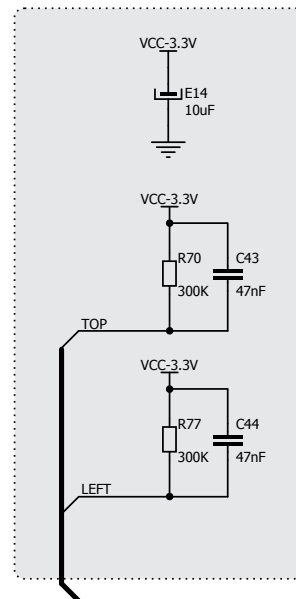 VCC-3.3V
E14
10uF
VCC-3.3V
R70
C43
300K
47nF
TOP
VCC-3.3V
R77
C44
300K
47nF
LEFT